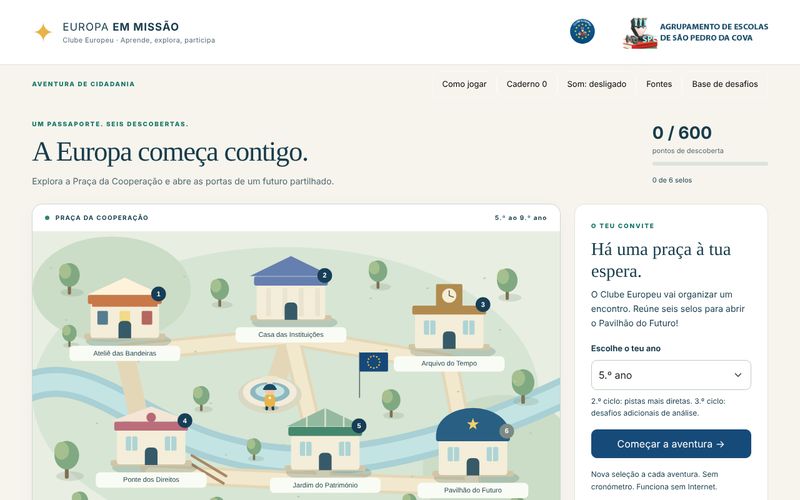 EUROPA EM MISSÃO
Clube Europeu · Aprende, explora, participa
AGRUPAMENTO DE ESCOLAS
DE SÃO PEDRO DA COVA
AVENTURA DE CIDADANIA
Como jogar
Caderno 0
Som: desligado
Fontes
Base de desafios
UM PASSAPORTE. SEIS DESCOBERTAS.
A Europa começa contigo.
Explora a Praça da Cooperação e abre as portas de um futuro partilhado.
0 / 600
pontos de descoberta
0 de 6 selos
PRAÇA DA COOPERAÇÃO
5.º ao 9.º ano
1
Ateliê das Bandeiras
2
Casa das Instituições
3
Arquivo do Tempo
4
Ponte dos Direitos
5
Jardim do Património
6
Pavilhão do Futuro
O TEU CONVITE
Há uma praça à tua
espera.
O Clube Europeu vai organizar um
encontro. Reúne seis selos para abrir
o Pavilhão do Futuro!
Escolhe o teu ano
5.º ano
2.º ciclo: pistas mais diretas. 3.º ciclo:
desafios adicionais de análise.
Começar a aventura →
Nova seleção a cada aventura. Sem
cronómetro. Funciona sem Internet.